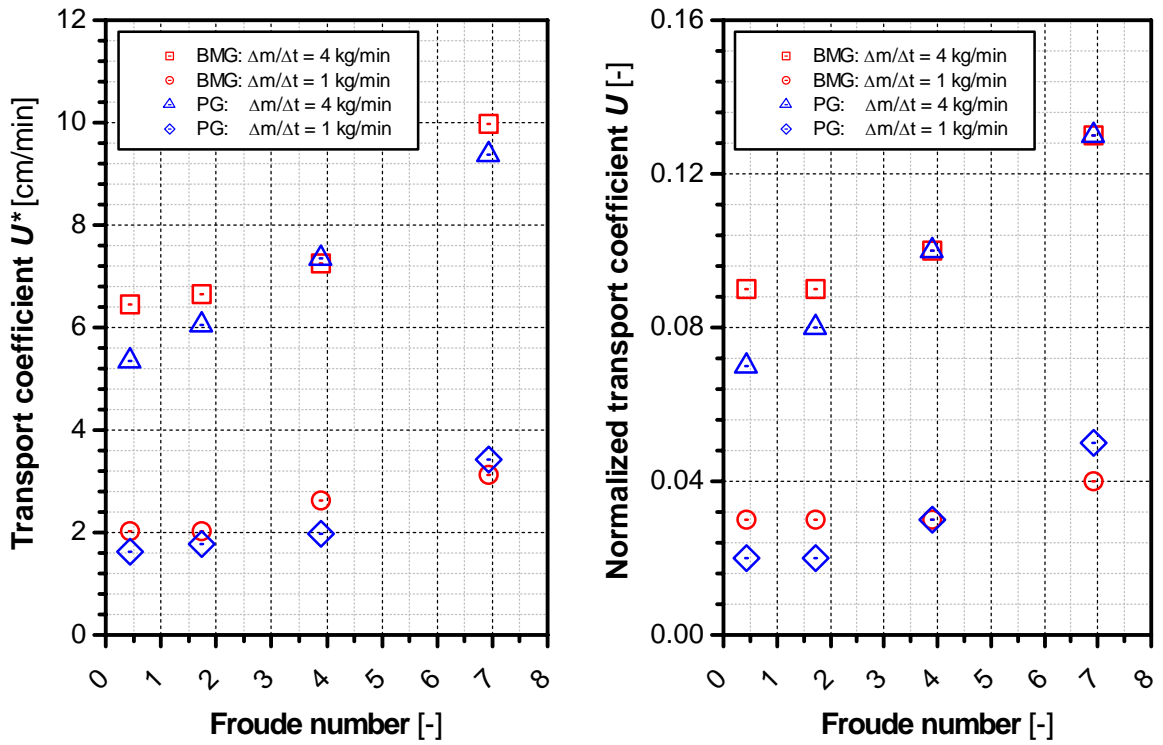 Transport coefficient U* [cm/min]
12
10
8
6
4
2
0
BMG: Δm/Δt = 4 kg/min
BMG: Δm/Δt = 1 kg/min
PG: Δm/Δt = 4 kg/min
PG: Δm/Δt = 1 kg/min
0 1 2 3 4 5 6 7 8
Froude number [-]
Normalized transport coefficient U [-]
0.16
0.12
0.08
0.04
0.00
BMG: Δm/Δt = 4 kg/min
BMG: Δm/Δt = 1 kg/min
PG: Δm/Δt = 4 kg/min
PG: Δm/Δt = 1 kg/min
0 1 2 3 4 5 6 7 8
Froude number [-]